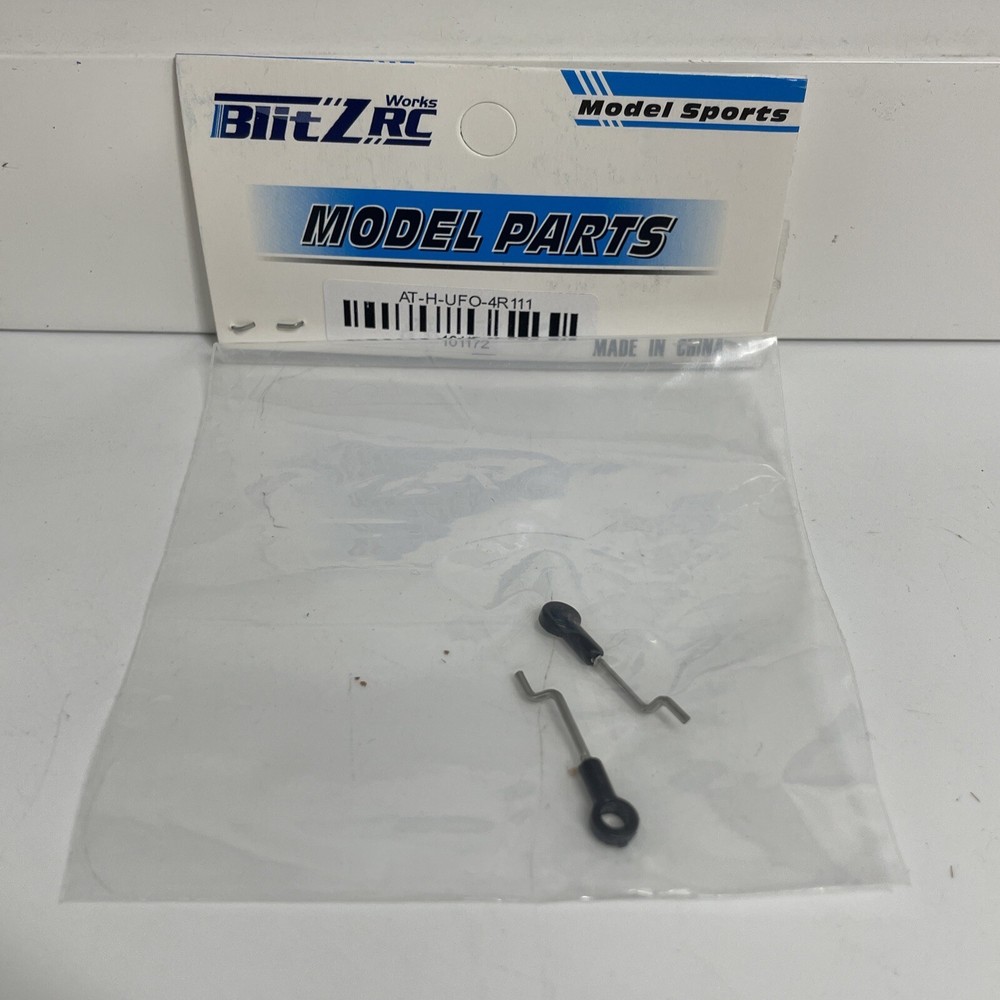 BlitZRC Works
Model Sports
MODEL PARTS
AT-H-UFO-4R111
101172
MADE IN CHINA